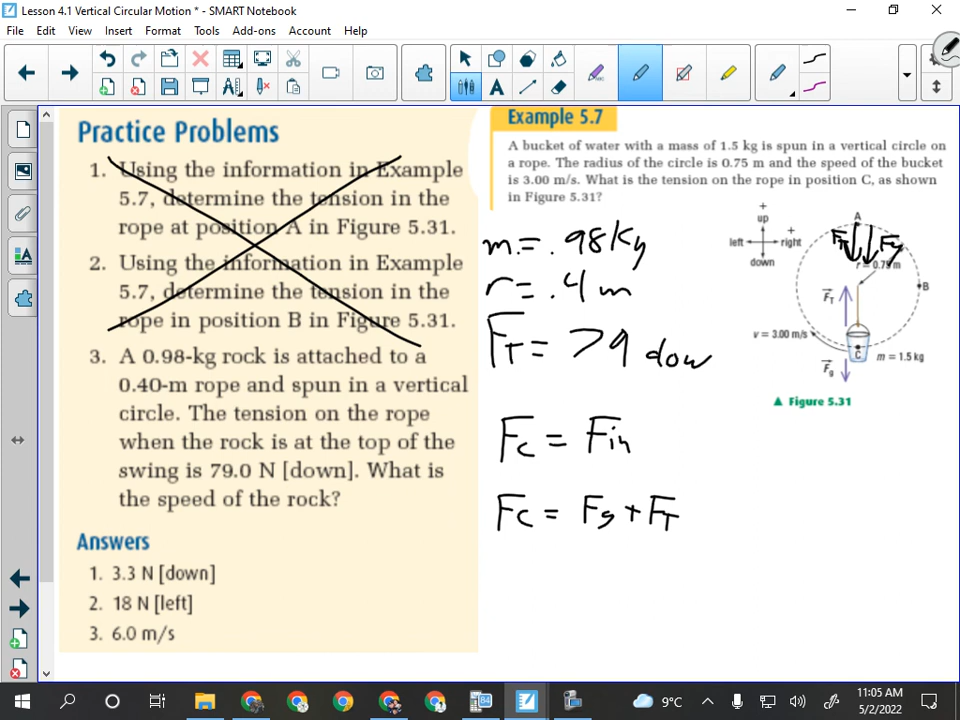 Lesson 4.1 Vertical Circular Motion * - SMART Notebook
File Edit View Insert Format Tools Add-ons Account Help
Practice Problems
1. Using the information in Example
5.7, determine the tension in the
rope at position A in Figure 5.31.
2. Using the information in Example
5.7, determine the tension in the
rope in position B in Figure 5.31.
3. A 0.98-kg rock is attached to a
0.40-m rope and spun in a vertical
circle. The tension on the rope
when the rock is at the top of the
swing is 79.0 N [down]. What is
the speed of the rock?
Answers
1. 3.3 N [down]
2. 18 N [left]
3. 6.0 m/s
Example 5.7
A bucket of water with a mass of 1.5 kg is spun in a vertical circle on
a rope. The radius of the circle is 0.75 m and the speed of the bucket
is 3.00 m/s. What is the tension on the rope in position C, as shown
in Figure 5.31?
m = .98 Kg
r = .4 m
FT = 79 dow
Fc = Fin
Fc = Fg + FT
+
up
left
+
right
down
A
FT
Fg
r = 0.75 m
B
FT
v = 3.00 m/s
C
m = 1.5 kg
Fg
▲ Figure 5.31
9°C
11:05 AM
5/2/2022